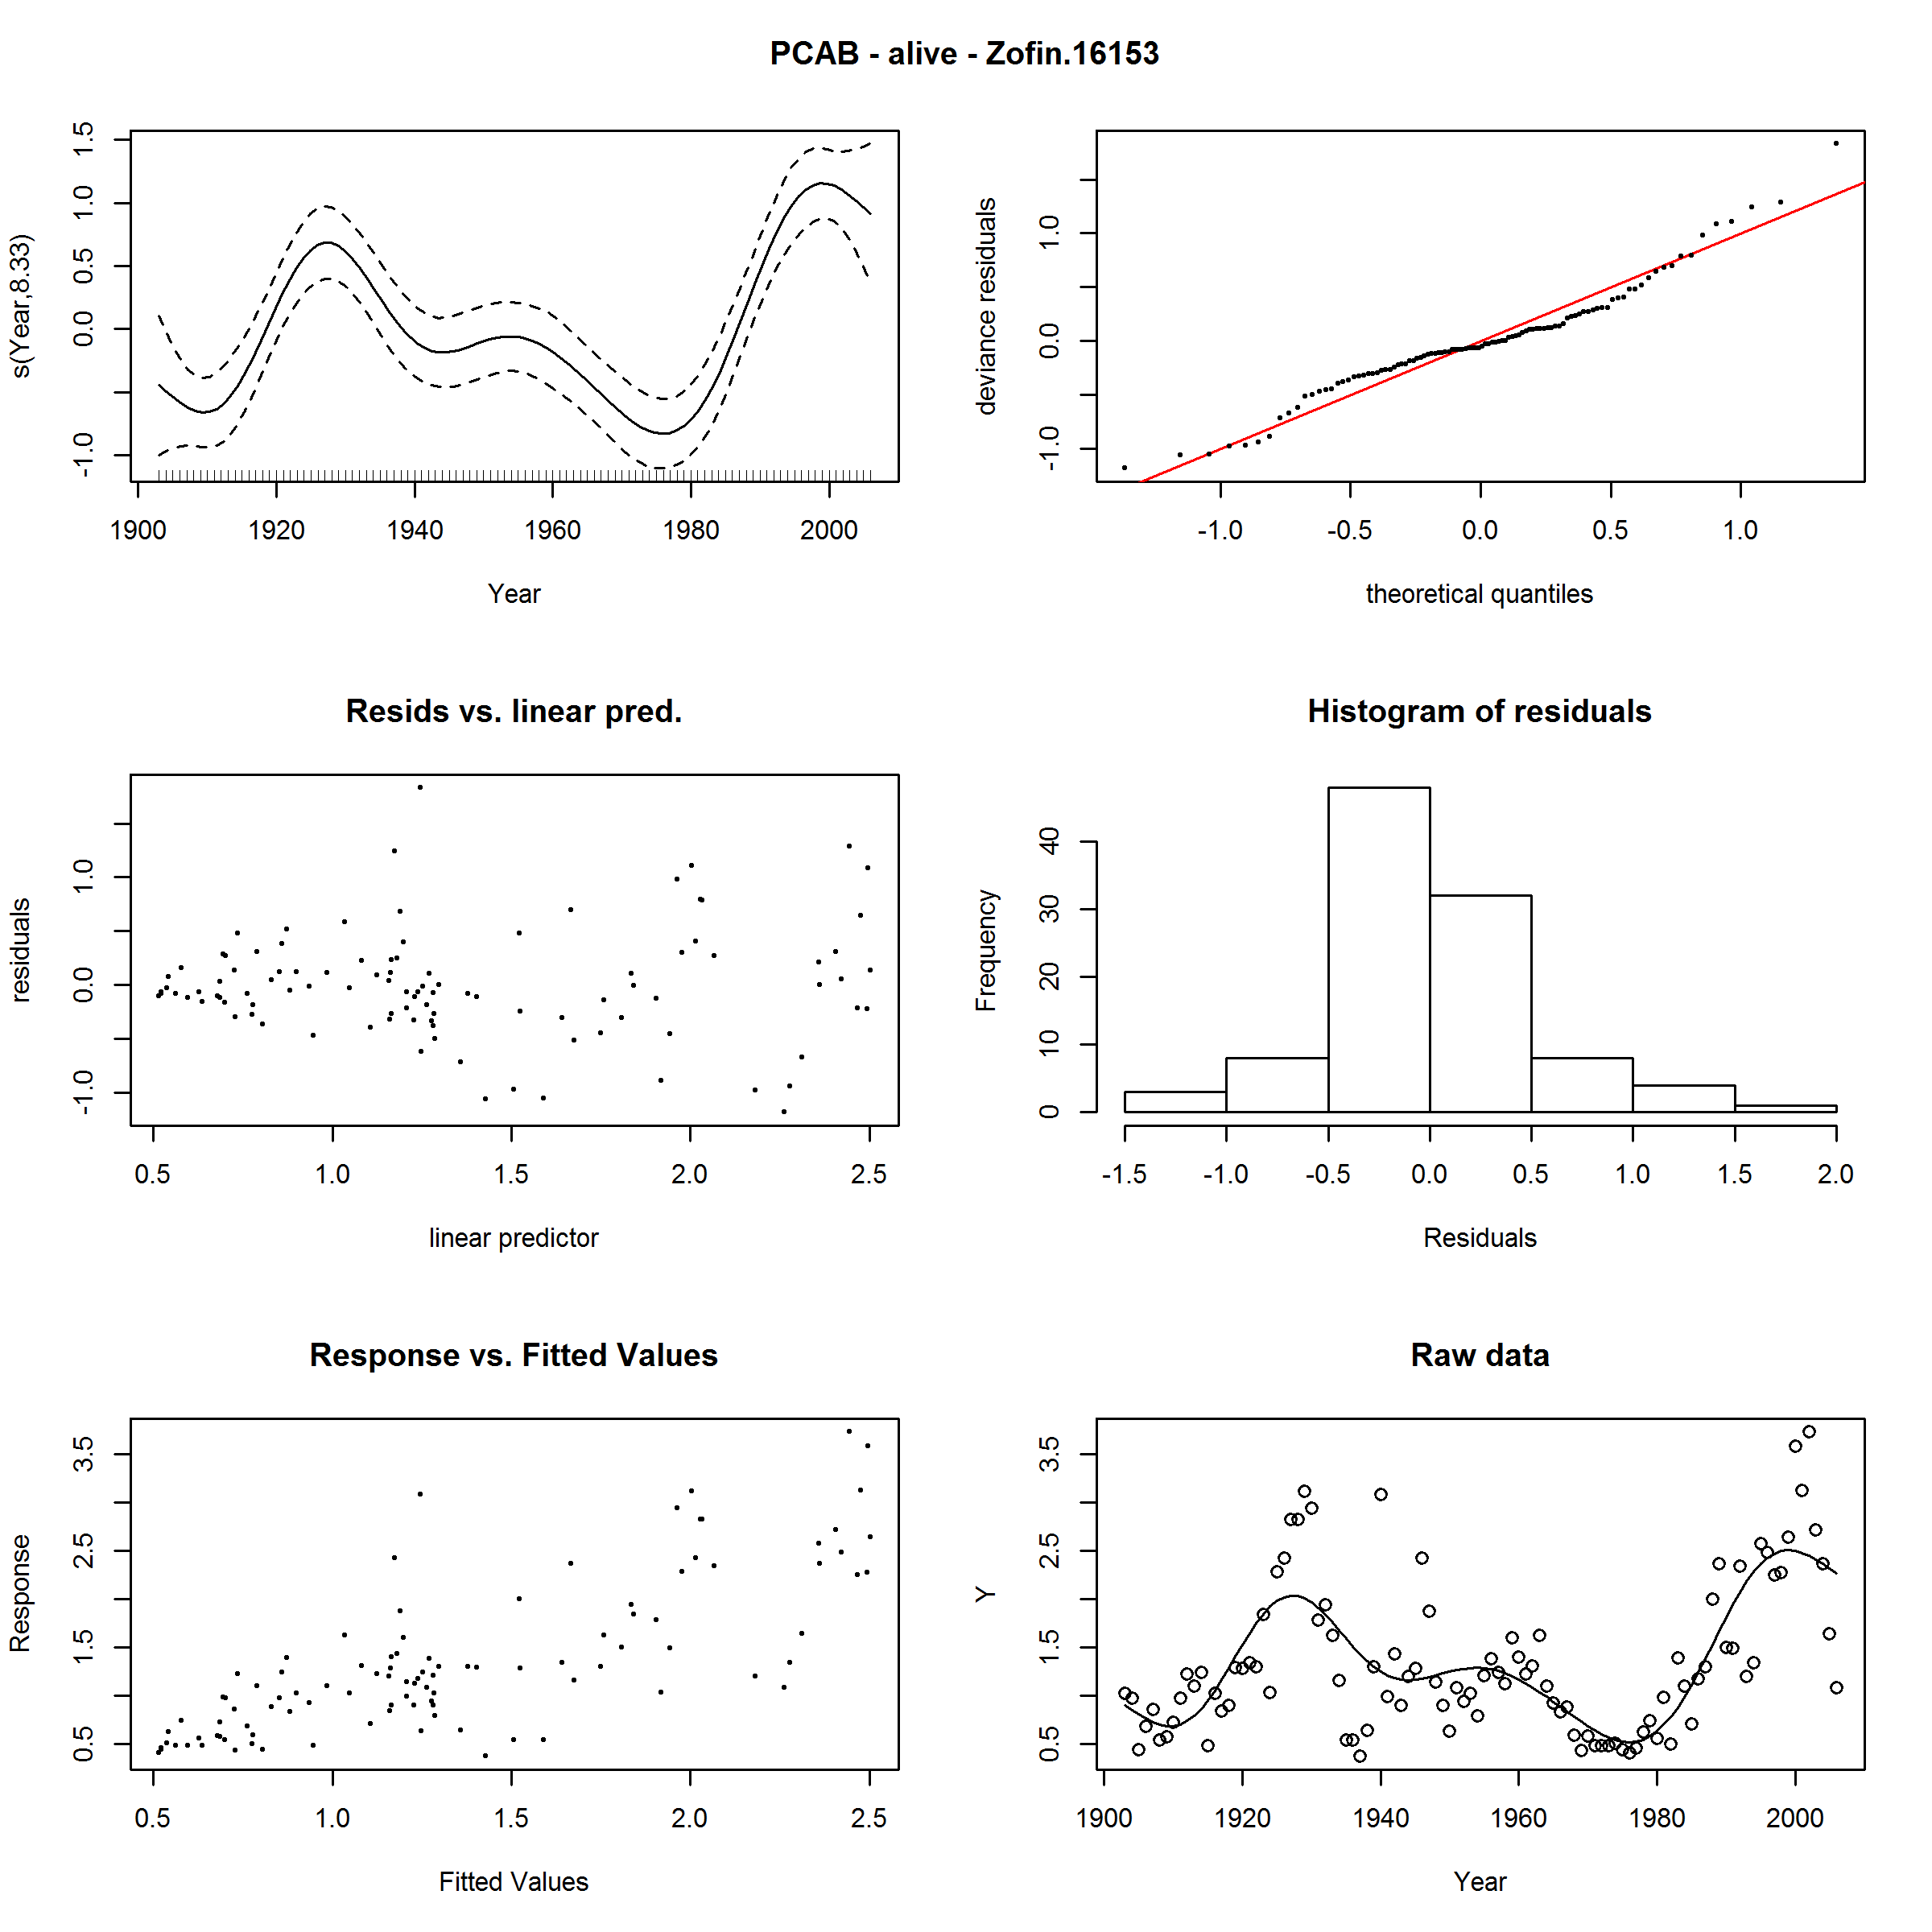 PCAB - alive - Zofin.16153
s(Year,8.33)
-1.0 0.0 0.5 1.0 1.5
1900 1920 1940 1960 1980 2000
Year
deviance residuals
-1.0 0.0 1.0
-1.0 -0.5 0.0 0.5 1.0
theoretical quantiles
Resids vs. linear pred.
residuals
-1.0 0.0 1.0
0.5 1.0 1.5 2.0 2.5
linear predictor
Histogram of residuals
Frequency
0 10 20 30 40
-1.5 -1.0 -0.5 0.0 0.5 1.0 1.5 2.0
Residuals
Response vs. Fitted Values
Response
0.5 1.5 2.5 3.5
0.5 1.0 1.5 2.0 2.5
Fitted Values
Raw data
Y
0.5 1.5 2.5 3.5
1900 1920 1940 1960 1980 2000
Year